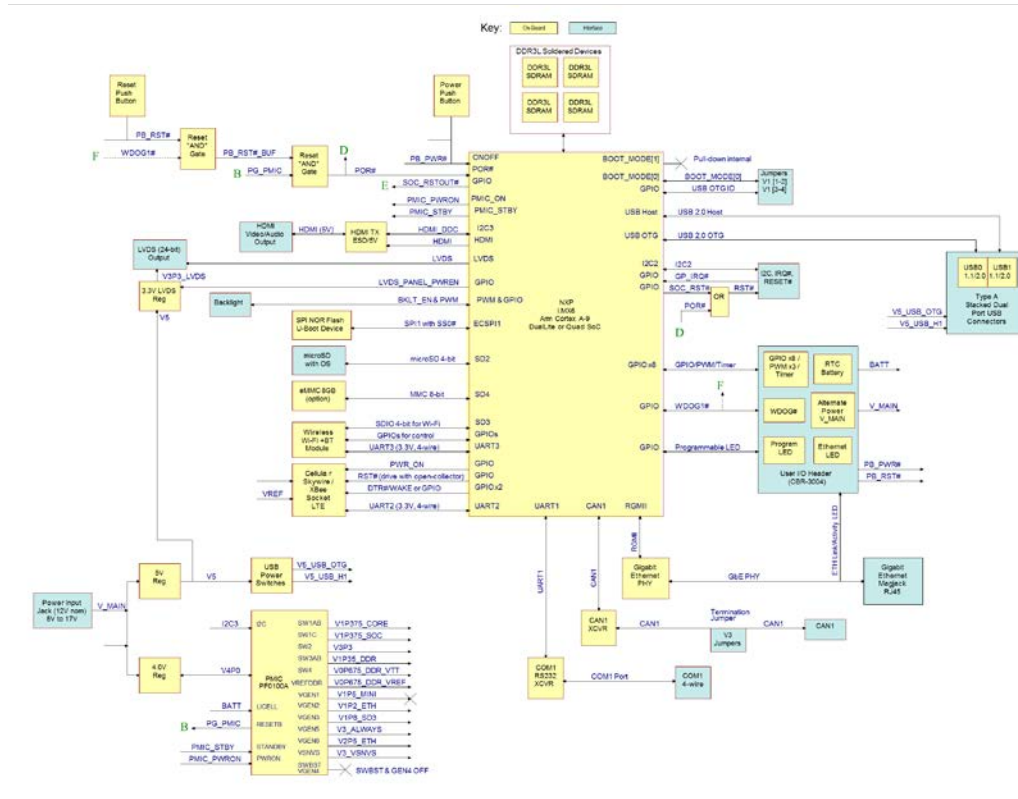 Key:
On-Board
Interface
DDR3L Soldered Devices
DDR3L
SDRAM
DDR3L
SDRAM
DDR3L
SDRAM
DDR3L
SDRAM
Reset
Push
Button
Power
Push
Button
PB_RST#
F
WDOG1#
Reset
"AND"
Gate
PB_RST#_BUF
B
PG_PMIC
Reset
"AND"
Gate
D
POR#
PB_PWR#
E
SOC_RSTOUT#
PMIC_PWRON
PMIC_STBY
ONOFF
POR#
GPIO
PMIC_ON
PMIC_STBY
I2C3
HDMI
LVDS
GPIO
PWM & GPIO
ECSPI1
SD2
SD4
SD3
GPIOs
UART3
GPIO
GPIO
GPIO x2
UART2
HDMI
Video/Audio
Output
HDMI (5V)
HDMI TX
ESD/5V
HDMI_DDC
HDMI
LVDS (24-bit)
Output
LVDS
V3P3_LVDS
3.3V LVDS
Reg
V5
LVDS_PANEL_PWREN
Backlight
BKLT_EN & PWM
SPI NOR Flash
U-Boot Device
SPI1 with SS0#
microSD
with OS
microSD 4-bit
eMMC 8GB
(option)
MMC 8-bit
Wireless
Wi-Fi +BT
Module
SDIO 4-bit for Wi-Fi
GPIOs for control
UART3 (3.3V, 4-wire)
Cellular
Skywire /
XBee
Socket
LTE
VREF
PWR_ON
RST# (drive with open-collector)
DTR#/WAKE or GPIO
UART2 (3.3V, 4-wire)
NXP
i.MX6
Arm Cortex A-9
DualLite or Quad SoC
BOOT_MODE[1]
Pull-down internal
BOOT_MODE[0]
BOOT_MODE[0]
GPIO
USB OTG ID
Jumpers
V1 [1-2]
V1 [3-4]
USB Host
USB 2.0 Host
USB OTG
USB 2.0 OTG
I2C2
I2C2
GPIO
GP_IRQ#
GPIO
SOC_RST#
OR
RST#
POR#
D
I2C, IRQ#,
RESET#
USB0
1.1/2.0
USB1
1.1/2.0
Type A
Stacked Dual
Port USB
Connectors
V5_USB_OTG
V5_USB_H1
GPIO x8
GPIO/PWM/Timer
F
GPIO
WDOG1#
GPIO
Programmable LED
GPIO x8 /
PWM x3 /
Timer
RTC
Battery
WDOG#
Alternate
Power
V_MAIN
Program
LED
Ethernet
LED
User I/O Header
(CBR-3004)
BATT
V_MAIN
PB_PWR#
PB_RST#
UART1
CAN1
RGMII
UART1
CAN1
RGMII
ETH Link/Activity LED
Gigabit
Ethernet
PHY
GbE PHY
Gigabit
Ethernet
Magjack
RJ45
CAN1
XCVR
CAN1
Termination
Jumper
V3
Jumpers
CAN1
CAN1
COM1
RS232
XCVR
COM1 Port
COM1
4-wire
Power Input
Jack (12V nom)
8V to 17V
V_MAIN
5V
Reg
V5
USB
Power
Switches
V5_USB_OTG
V5_USB_H1
4.0V
Reg
V4P0
I2C3
BATT
B
PG_PMIC
PMIC_STBY
PMIC_PWRON
I2C
PMIC
PF0100A
LICELL
RESETB
STANDBY
PWRON
SW1AB
V1P375_CORE
SW1C
V1P375_SOC
SW2
V3P3
SW3AB
V1P35_DDR
SW4
V0P675_DDR_VTT
VREFDDR
V0P675_DDR_VREF
VGEN1
V1P5_MINI
VGEN2
V1P2_ETH
VGEN3
V1P8_SD3
VGEN5
V3_ALWAYS
VGEN6
V2P5_ETH
VSNVS
V3_VSNVS
SWBST
VGEN4
SWBST & GEN4 OFF